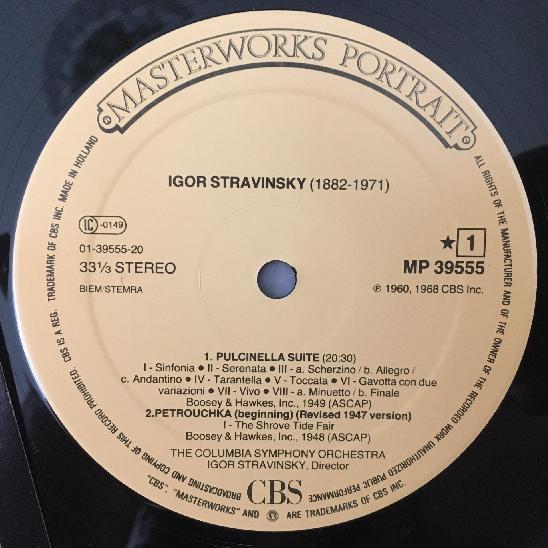 MASTERWORKS PORTRAIT
IGOR STRAVINSKY (1882-1971)
LC -0149
01-39555-20
33⅓ STEREO
BIEM/STEMRA
★ 1
MP 39555
℗ 1960, 1968 CBS Inc.
1. PULCINELLA SUITE (20:30)
I - Sinfonia • II - Serenata • III - a. Scherzino / b. Allegro /
c. Andantino • IV - Tarantella • V - Toccata • VI - Gavotta con due
variazioni • VII - Vivo • VIII - a. Minuetto / b. Finale
Boosey & Hawkes, Inc., 1949 (ASCAP)
2.PETROUCHKA (beginning) (Revised 1947 version)
I - The Shrove Tide Fair
Boosey & Hawkes, Inc., 1948 (ASCAP)
THE COLUMBIA SYMPHONY ORCHESTRA
IGOR STRAVINSKY, Director
CBS
ALL RIGHTS OF THE MANUFACTURER AND OF THE OWNER OF THE RECORDED WORK RESERVED. UNAUTHORIZED PUBLIC PERFORMANCE BROADCASTING AND COPYING OF THIS RECORD PROHIBITED. CBS IS A REG. TRADEMARK OF CBS INC. MADE IN HOLLAND
"CBS", "MASTERWORKS" AND ARE TRADEMARKS OF CBS INC.